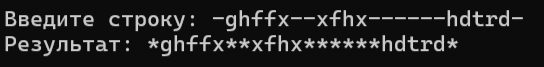 Введите строку: -ghffx--xfhx------hdtrd-
Результат: *ghffx**xfhx******hdtrd*